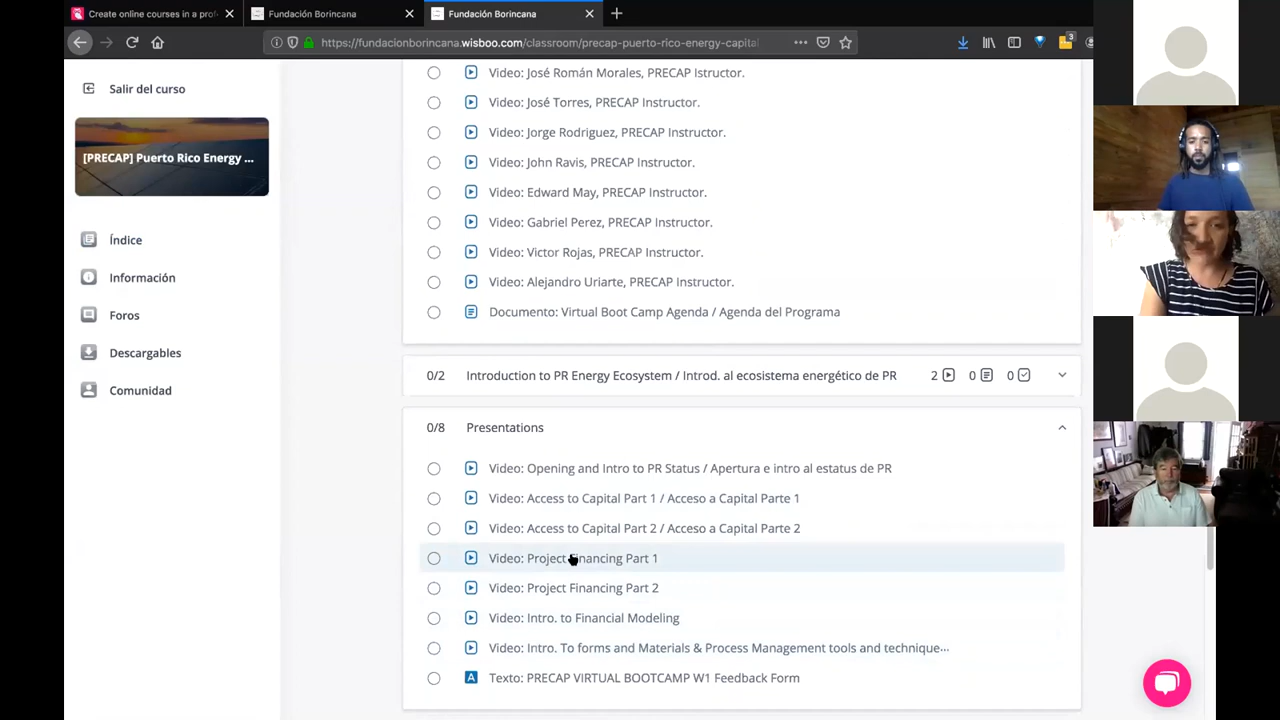 Create online courses in a prof
Fundación Borincana
Fundación Borincana
https://fundacionborincana.wisboo.com/classroom/precap-puerto-rico-energy-capital
3
Salir del curso
[PRECAP] Puerto Rico Energy ...
Índice
Información
Foros
Descargables
Comunidad
Video: José Román Morales, PRECAP Istructor.
Video: José Torres, PRECAP Instructor.
Video: Jorge Rodriguez, PRECAP Instructor.
Video: John Ravis, PRECAP Instructor.
Video: Edward May, PRECAP Instructor.
Video: Gabriel Perez, PRECAP Instructor.
Video: Victor Rojas, PRECAP Instructor.
Video: Alejandro Uriarte, PRECAP Instructor.
Documento: Virtual Boot Camp Agenda / Agenda del Programa
0/2 Introduction to PR Energy Ecosystem / Introd. al ecosistema energético de PR 2 0 0
0/8 Presentations
Video: Opening and Intro to PR Status / Apertura e intro al estatus de PR
Video: Access to Capital Part 1 / Acceso a Capital Parte 1
Video: Access to Capital Part 2 / Acceso a Capital Parte 2
Video: Project Financing Part 1
Video: Project Financing Part 2
Video: Intro. to Financial Modeling
Video: Intro. To forms and Materials & Process Management tools and technique...
A Texto: PRECAP VIRTUAL BOOTCAMP W1 Feedback Form